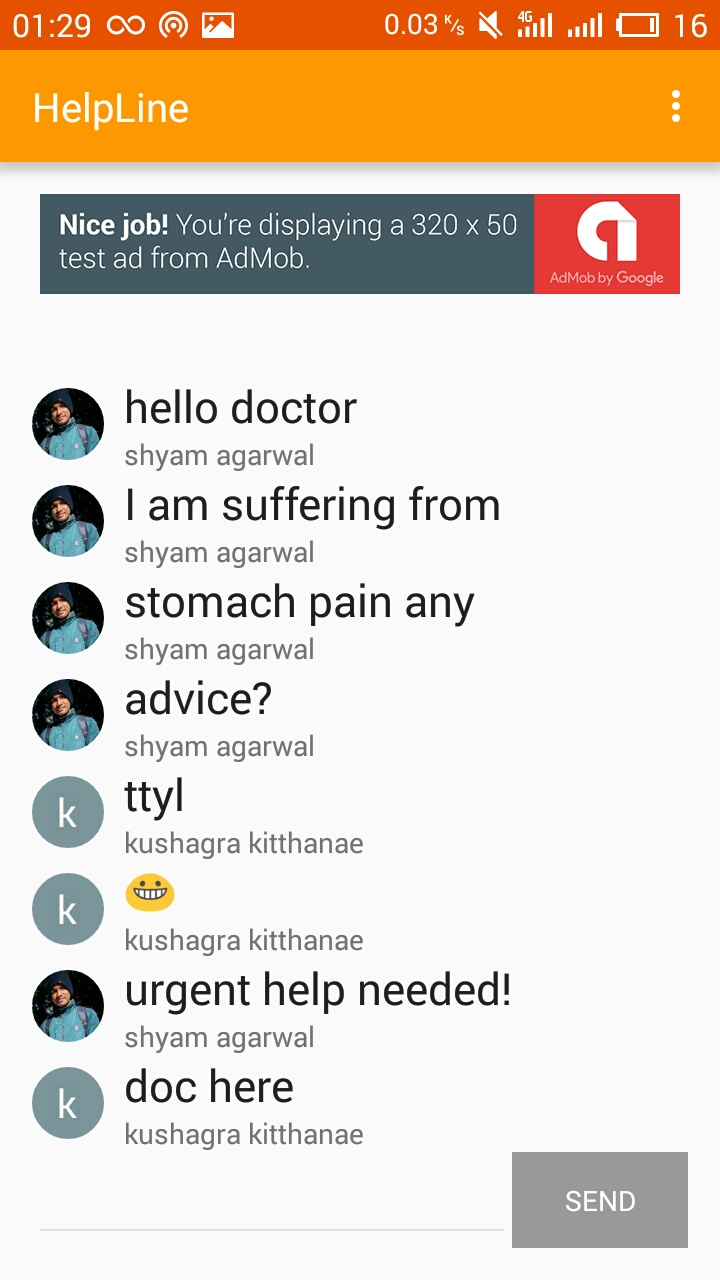 01:29 0.03 K/s 4G 16
HelpLine
Nice job! You're displaying a 320 x 50
test ad from AdMob.
AdMob by Google
hello doctor
shyam agarwal
I am suffering from
shyam agarwal
stomach pain any
shyam agarwal
advice?
shyam agarwal
k
ttyl
kushagra kitthanae
k
😀
kushagra kitthanae
urgent help needed!
shyam agarwal
k
doc here
kushagra kitthanae
SEND